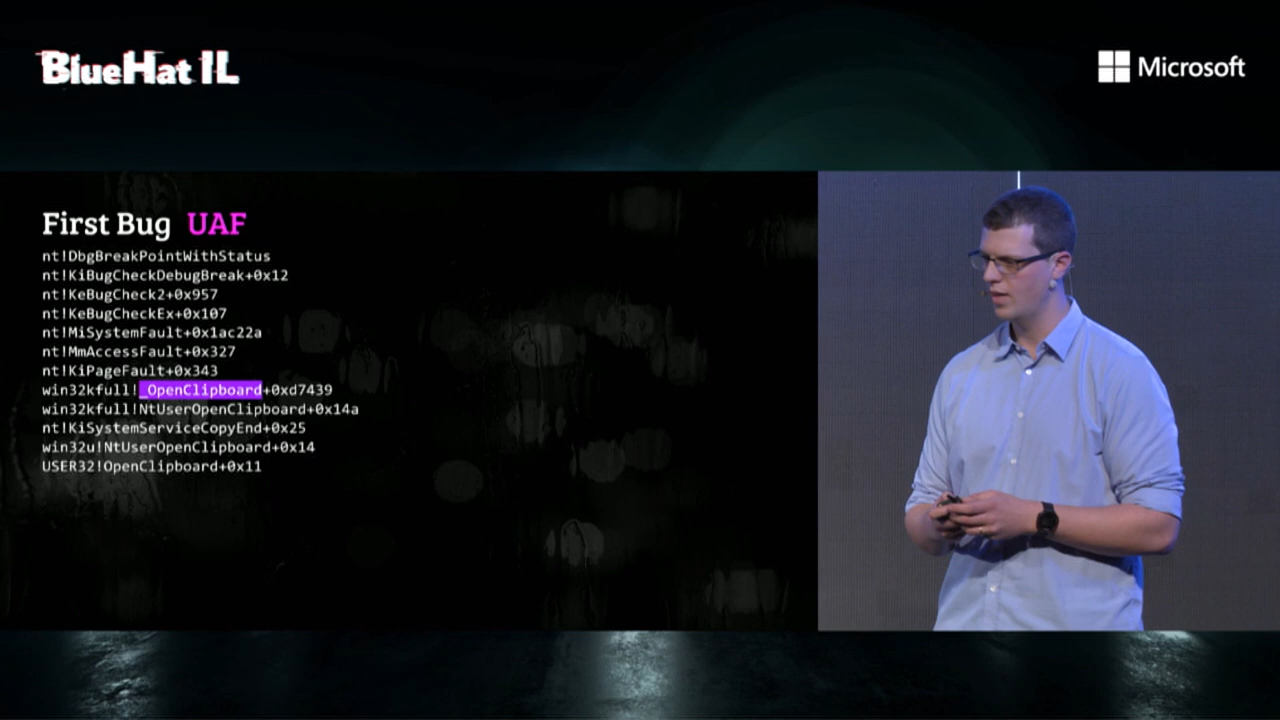 BlueHat IL
Microsoft
First Bug UAF
nt!DbgBreakPointWithStatus
nt!KiBugCheckDebugBreak+0x12
nt!KeBugCheck2+0x957
nt!KeBugCheckEx+0x107
nt!MiSystemFault+0x1ac22a
nt!MmAccessFault+0x327
nt!KiPageFault+0x343
win32kfull!_OpenClipboard+0xd7439
win32kfull!NtUserOpenClipboard+0x14a
nt!KiSystemServiceCopyEnd+0x25
win32u!NtUserOpenClipboard+0x14
USER32!OpenClipboard+0x11